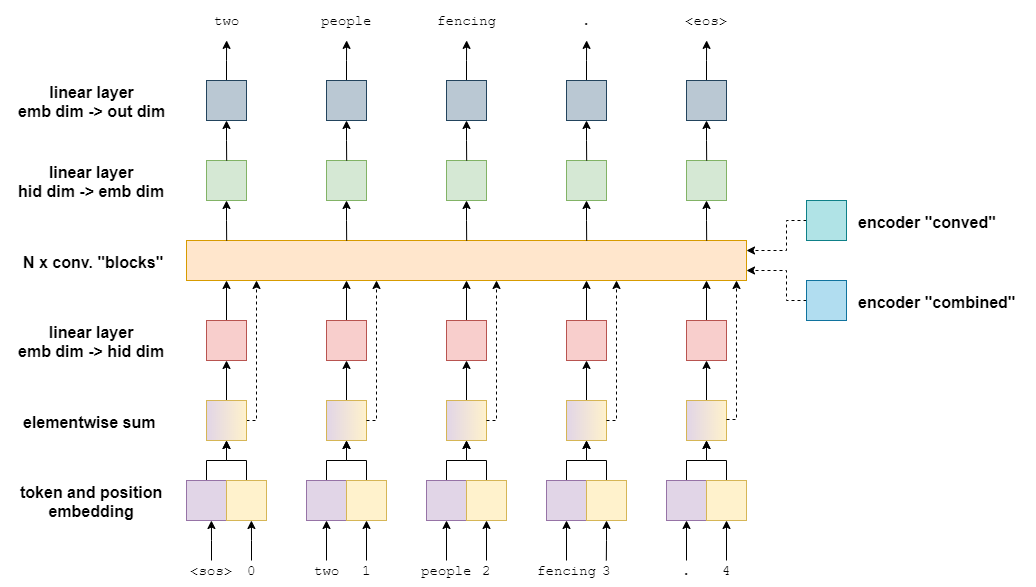 two people fencing . <eos>
linear layer
emb dim -> out dim
linear layer
hid dim -> emb dim
encoder "conved"
N x conv. "blocks"
encoder "combined"
linear layer
emb dim -> hid dim
elementwise sum
token and position
embedding
<sos> 0 two 1 people 2 fencing 3 . 4